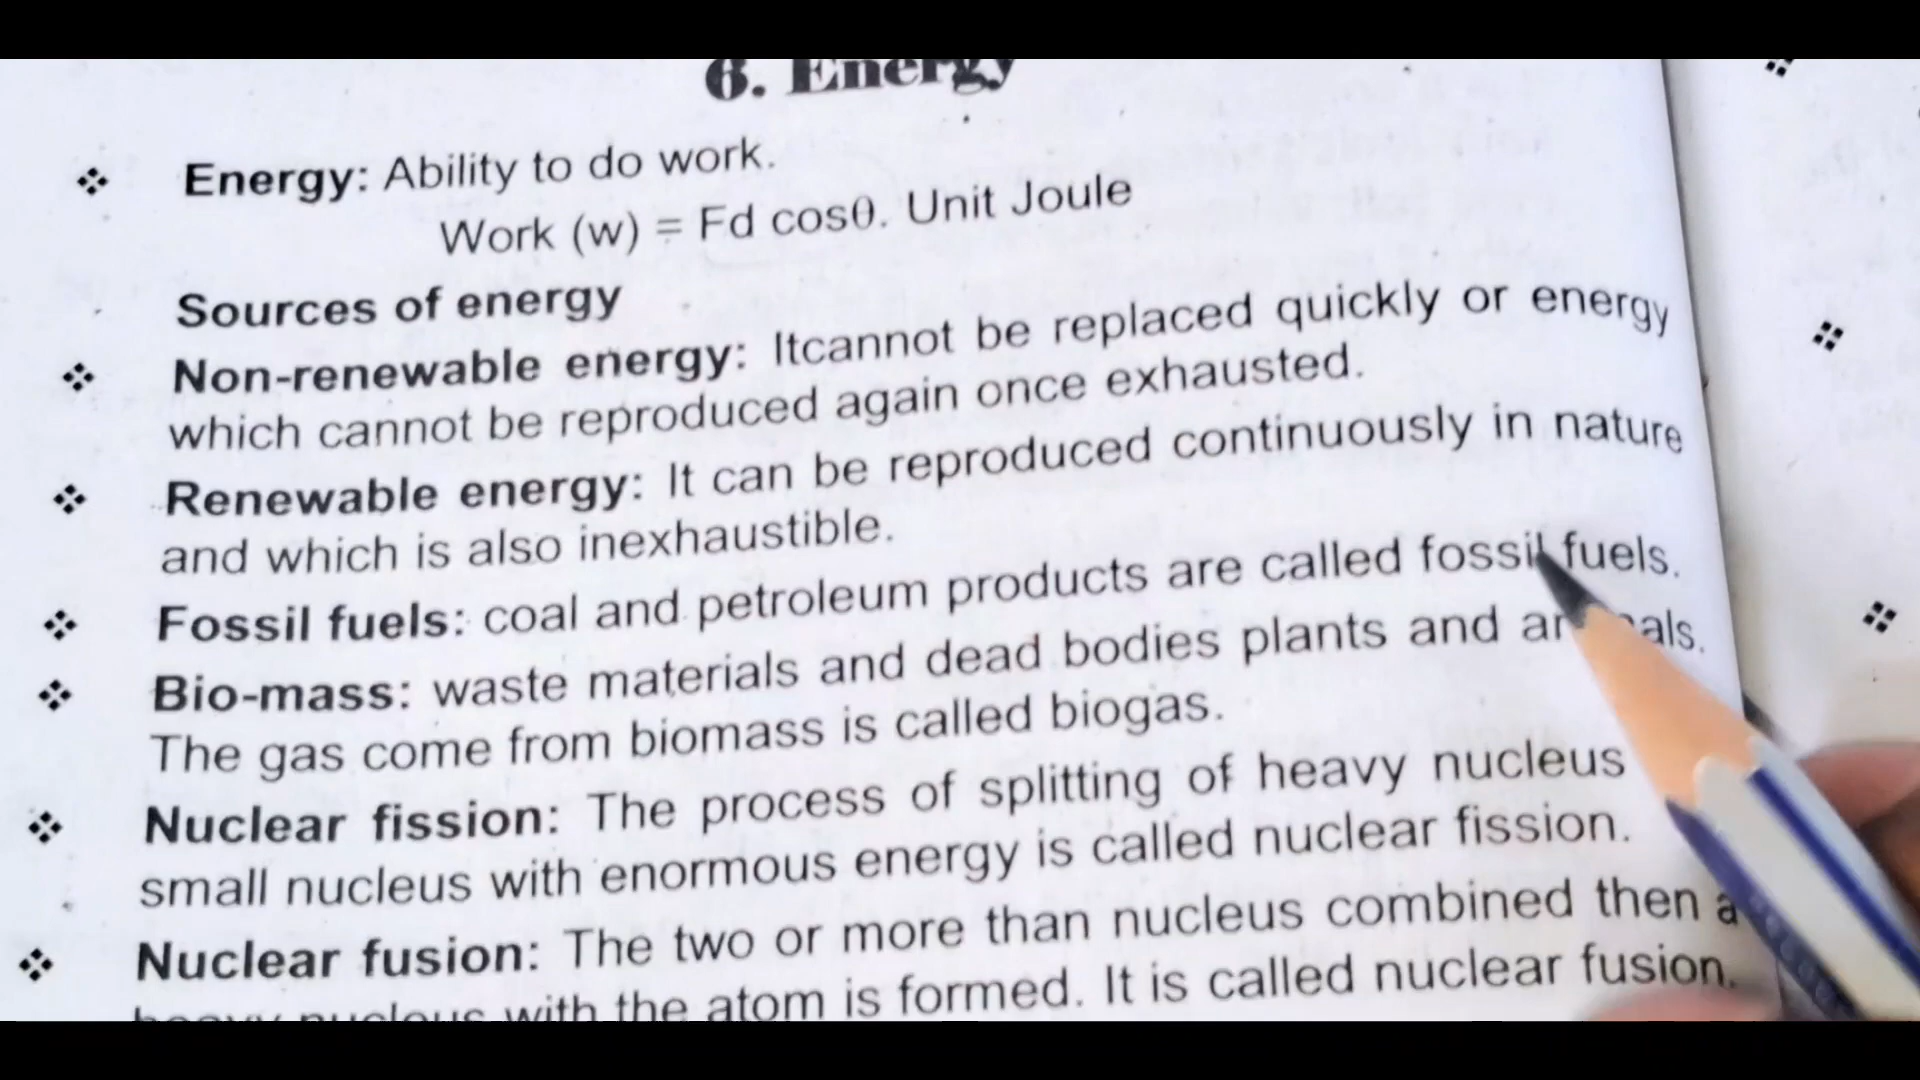 6. Energy
❖ Energy: Ability to do work.
Work (w) = Fd cosθ. Unit Joule
Sources of energy
❖ Non-renewable energy: Itcannot be replaced quickly or energy
which cannot be reproduced again once exhausted.
❖ Renewable energy: It can be reproduced continuously in nature
and which is also inexhaustible.
❖ Fossil fuels: coal and petroleum products are called fossil fuels.
❖ Bio-mass: waste materials and dead bodies plants and
The gas come from biomass is called biogas.
❖ Nuclear fission: The process of splitting of heavy nucleus
small nucleus with enormous energy is called nuclear fission.
❖ Nuclear fusion: The two or more than nucleus combined then a
heavy nucleus with the atom is formed. It is called nuclear fusion.